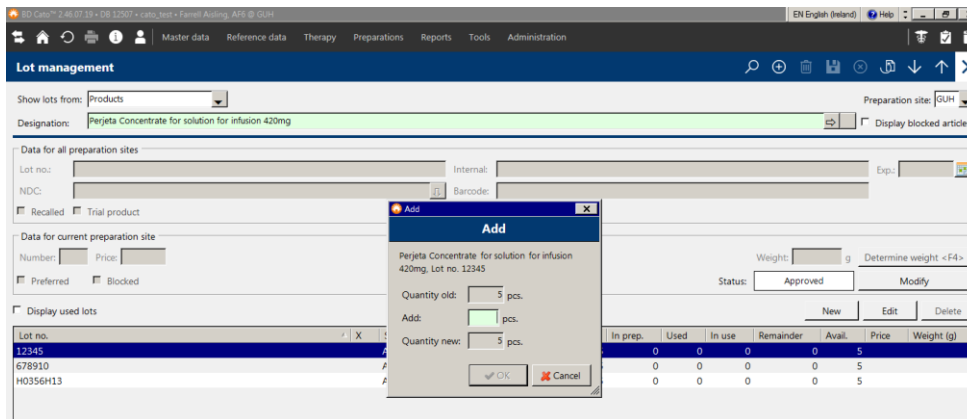 BD Cato™ 2.46.07.19 • DB 12507 • cato_test • Farrell Aisling, AF6 @ GUH EN English (Ireland) Help
Master data Reference data Therapy Preparations Reports Tools Administration
Lot management
Show lots from: Products Preparation site: GUH
Designation: Perjeta Concentrate for solution for infusion 420mg Display blocked article
Data for all preparation sites
Lot no.: Internal: Exp.:
NDC: Barcode:
Recalled Trial product
Data for current preparation site
Number: Price: Weight: g Determine weight <F4>
Preferred Blocked Status: Approved Modify
Display used lots New Edit Delete
Lot no. X In prep. Used In use Remainder Avail. Price Weight (g)
12345 0 0 0 0 5
678910 0 0 0 0 5
H0356H13 0 0 0 0 5
Add
Add
Perjeta Concentrate for solution for infusion
420mg, Lot no. 12345
Quantity old: 5 pcs.
Add: pcs.
Quantity new: 5 pcs.
OK Cancel